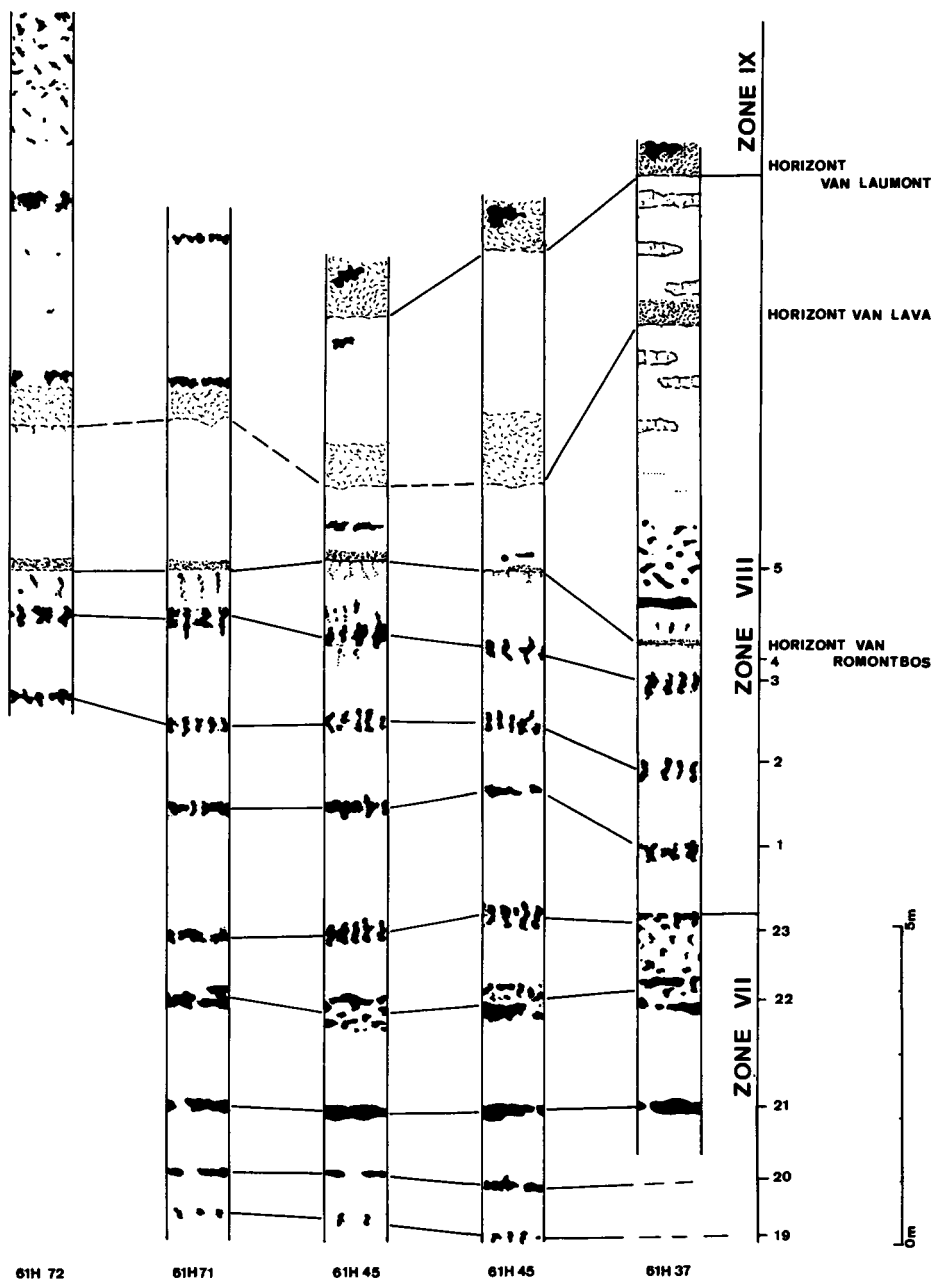 ZONE IX
HORIZONT
VAN LAUMONT
HORIZONT VAN LAVA
ZONE VIII
5
HORIZONT VAN
ROMONTBOS
4
3
2
1
23
5m
22
ZONE VII
21
20
19
0m
61H 72
61H71
61H 45
61H 45
61H 37